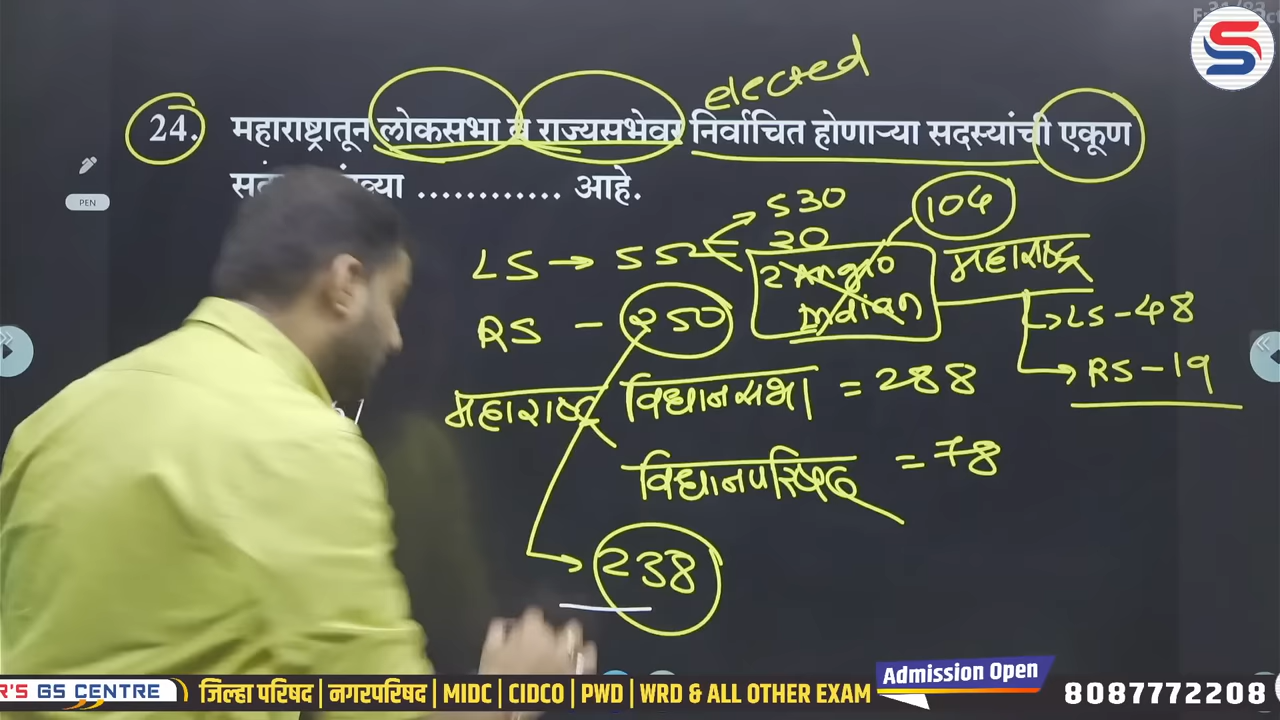 elected
24. महाराष्ट्रातून लोकसभा व राज्यसभेवर निर्वाचित होणाऱ्या सदस्यांची एकूण
............ आहे.
PEN
LS → 552
530
20
2 Anglo
Indian
104
महाराष्ट्र
LS - 48
RS - 19
RS - 250
महाराष्ट्र विधानसभा = 288
विधानपरिषद = 78
238
R'S GS CENTRE
जिल्हा परिषद | नगरपरिषद | MIDC | CIDCO | PWD | WRD & ALL OTHER EXAM
Admission Open
8087772208